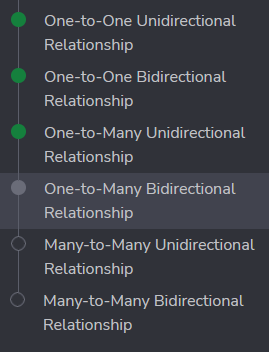 One-to-One Unidirectional
Relationship
One-to-One Bidirectional
Relationship
One-to-Many Unidirectional
Relationship
One-to-Many Bidirectional
Relationship
Many-to-Many Unidirectional
Relationship
Many-to-Many Bidirectional
Relationship